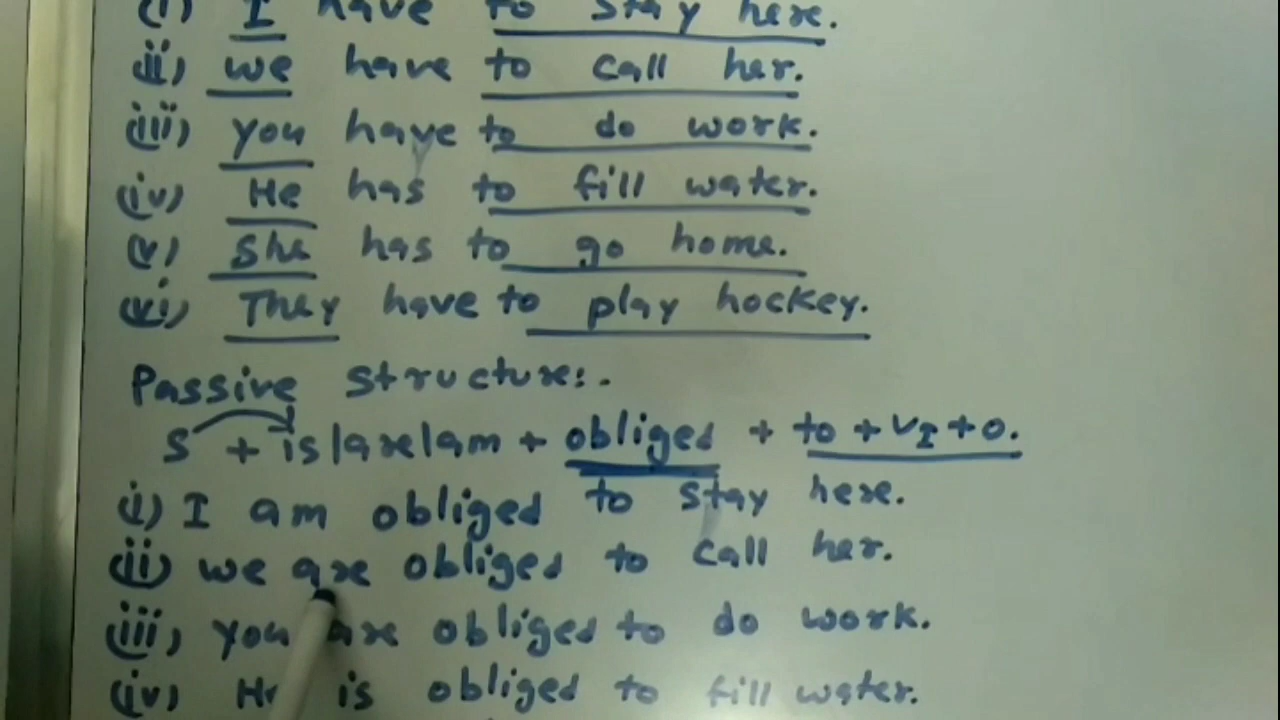 (i) I have to stay here.
(ii) we have to call her.
(iii) you have to do work.
(iv) He has to fill water.
(v) She has to go home.
(vi) They have to play hockey.
Passive structure:.
S + is/are/am + obliged + to + VI + o.
(i) I am obliged to stay here.
(ii) we are obliged to call her.
(iii) you are obliged to do work.
(iv) He is obliged to fill water.